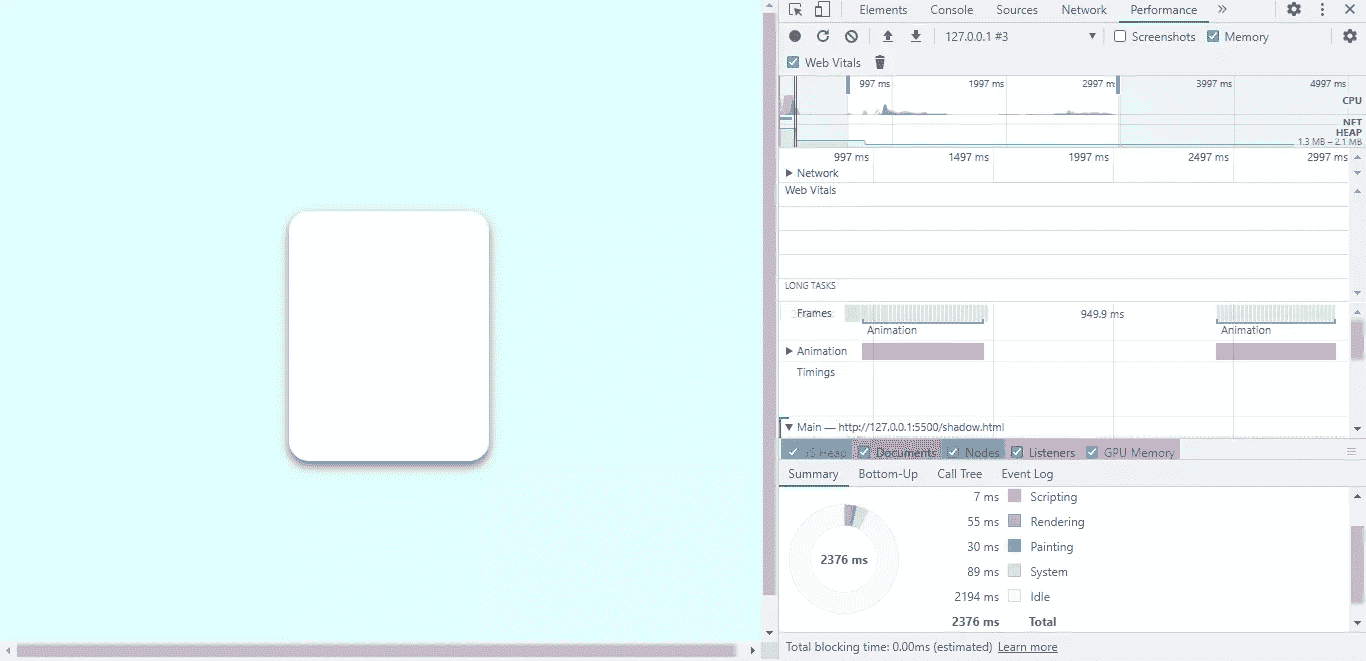 Elements Console Sources Network Performance »
127.0.0.1 #3 Screenshots Memory
Web Vitals
997 ms 1997 ms 2997 m 3997 ms 4997 ms
CPU
NET
HEAP
1.3 MB – 2.1 MB
997 ms 1497 ms 1997 ms 2497 ms 2997 ms
Network
Web Vitals
LONG TASKS
Frames 949.9 ms
Animation Animation
Animation
Timings
Main — http://127.0.0.1:5500/shadow.html
JS Heap Documents Nodes Listeners GPU Memory
Summary Bottom-Up Call Tree Event Log
7 ms Scripting
55 ms Rendering
30 ms Painting
2376 ms
89 ms System
2194 ms Idle
2376 ms Total
Total blocking time: 0.00ms (estimated) Learn more